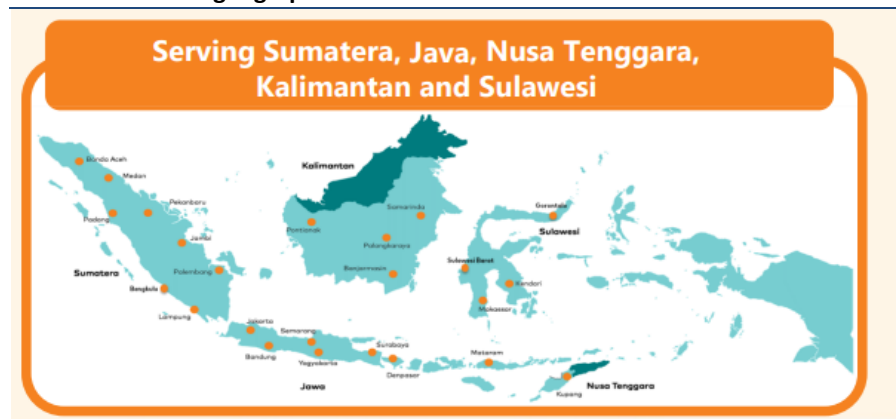 Serving Sumatera, Java, Nusa Tenggara,
Kalimantan and Sulawesi
Banda Aceh
Medan
Kalimantan
Pekanbaru
Padang
Samarinda
Gorontalo
Pontianak
Sulawesi
Jambi
Palangkaraya
Sumatera
Palembang
Banjarmasin
Sulawesi Barat
Kendari
Bengkulu
Makassar
Lampung
Jakarta
Semarang
Surabaya
Bandung
Yogyakarta
Denpasar
Mataram
Jawa
Kupang
Nusa Tenggara